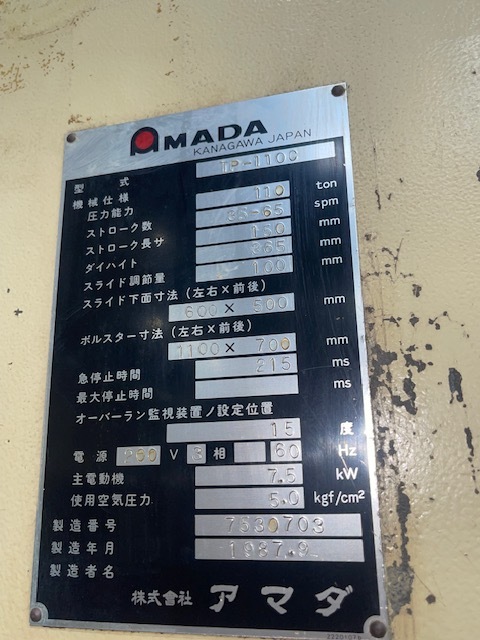 AMADA
KANAGAWA JAPAN
型式
機械仕様
圧力能力 110 ton
ストローク数 35-65 spm
ストローク長サ mm
ダイハイト 365 mm
スライド調節量 100 mm
スライド下面寸法(左右×前後)
600 × 500 mm
ボルスター寸法(左右×前後)
1100 × 700 mm
急停止時間 215 ms
最大停止時間 ms
オーバーラン監視装置ノ設定位置
15 度
電源 V 3 相 60 Hz
主電動機 7.5 kW
使用空気圧力 5.0 kgf/cm²
製造番号 7530703
製造年月 1987.9
製造者名
株式會社 アマダ